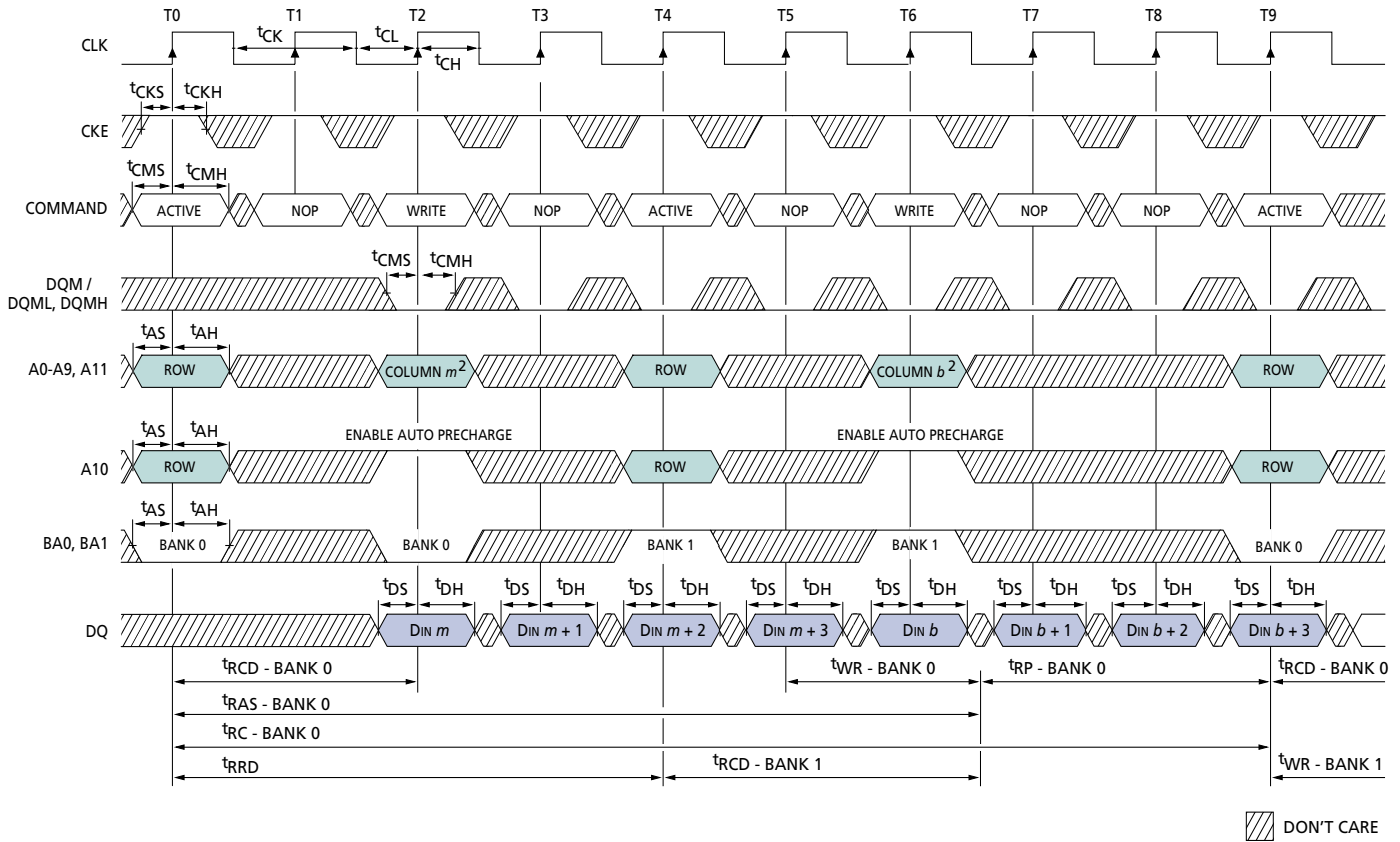 T0 T1 T2 T3 T4 T5 T6 T7 T8 T9
CLK tCK tCL tCH
tCKS tCKH
CKE
tCMS tCMH
COMMAND ACTIVE NOP WRITE NOP ACTIVE NOP WRITE NOP NOP ACTIVE
tCMS tCMH
DQM /
DQML, DQMH
tAS tAH
A0-A9, A11 ROW COLUMN m2 ROW COLUMN b2 ROW
tAS tAH
ENABLE AUTO PRECHARGE ENABLE AUTO PRECHARGE
A10 ROW ROW ROW
tAS tAH
BA0, BA1 BANK 0 BANK 0 BANK 1 BANK 1 BANK 0
tDS tDH tDS tDH tDS tDH tDS tDH tDS tDH tDS tDH tDS tDH tDS tDH
DQ DIN m DIN m + 1 DIN m + 2 DIN m + 3 DIN b DIN b + 1 DIN b + 2 DIN b + 3
tRCD - BANK 0 tWR - BANK 0 tRP - BANK 0 tRCD - BANK 0
tRAS - BANK 0
tRC - BANK 0
tRRD tRCD - BANK 1 tWR - BANK 1
DON'T CARE